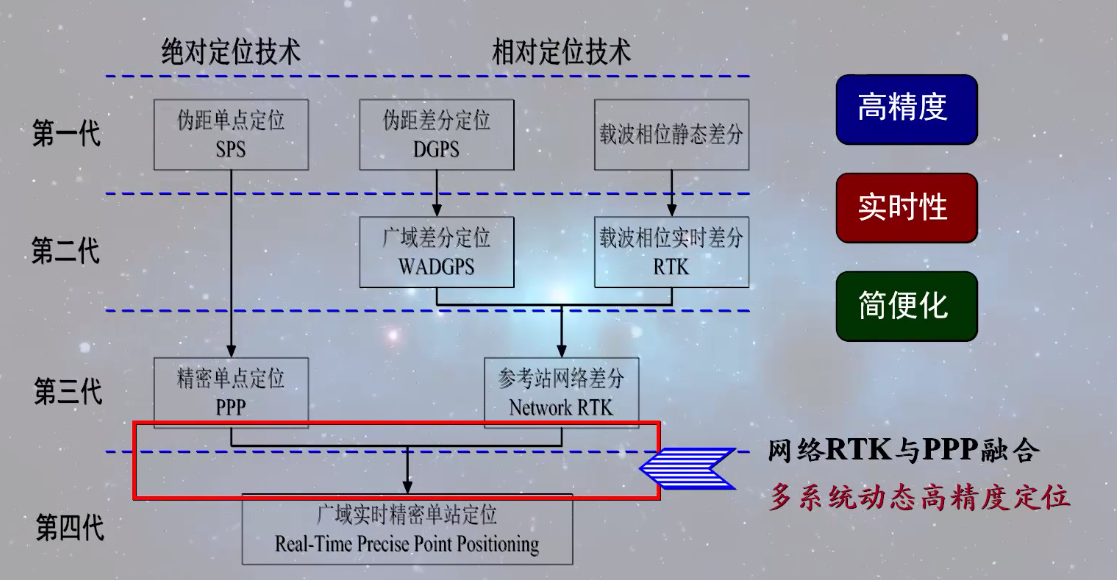 绝对定位技术
相对定位技术
第一代
伪距单点定位
SPS
伪距差分定位
DGPS
载波相位静态差分
高精度
第二代
广域差分定位
WADGPS
载波相位实时差分
RTK
实时性
简便化
第三代
精密单点定位
PPP
参考站网络差分
Network RTK
网络RTK与PPP融合
多系统动态高精度定位
第四代
广域实时精密单站定位
Real-Time Precise Point Positioning